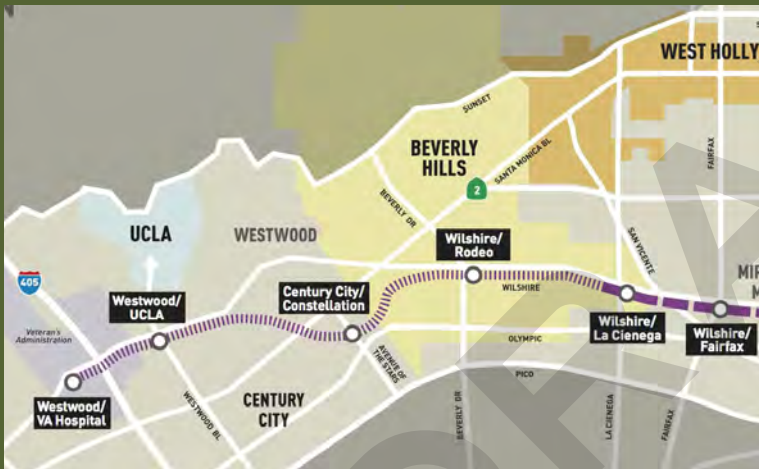 WEST HOLLY
SUNSET
BEVERLY
HILLS
SANTA MONICA BL
FAIRFAX
2
BEVERLY DR
UCLA
WESTWOOD
Wilshire/
Rodeo
SAN VICENTE
405
Westwood/
UCLA
Century City/
Constellation
WILSHIRE
MIR
M
Veteran's
Administration
Wilshire/
La Cienega
Wilshire/
Fairfax
OLYMPIC
AVENUE OF
THE STARS
PICO
Westwood/
VA Hospital
WESTWOOD BL
CENTURY
CITY
BEVERLY DR
LA CIENEGA
FAIRFAX